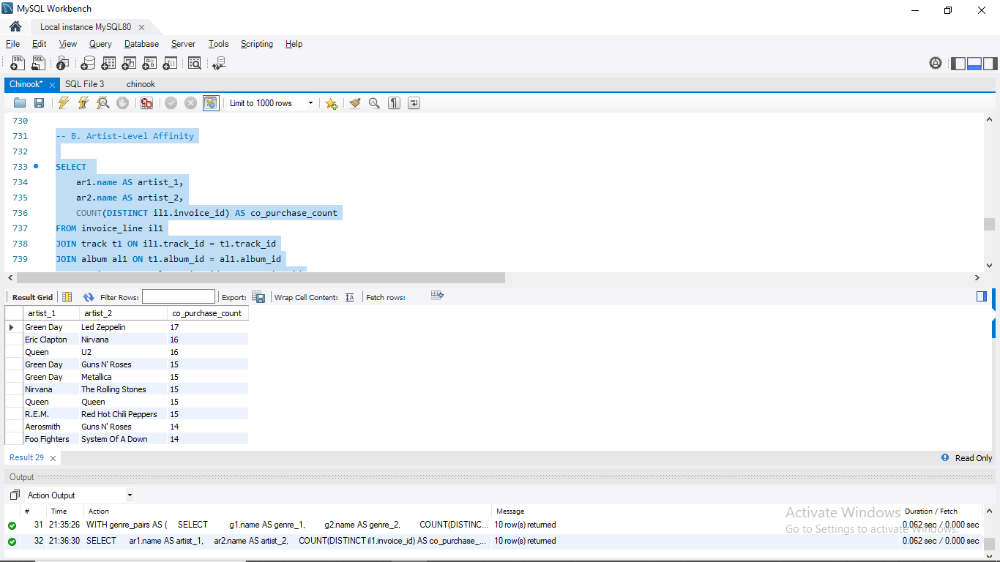 MySQL Workbench
Local instance MySQL80
File Edit View Query Database Server Tools Scripting Help
Chinook* SQL File 3 chinook
Limit to 1000 rows
730
731 -- B. Artist-Level Affinity
732
733 SELECT
734 ar1.name AS artist_1,
735 ar2.name AS artist_2,
736 COUNT(DISTINCT il1.invoice_id) AS co_purchase_count
737 FROM invoice_line il1
738 JOIN track t1 ON il1.track_id = t1.track_id
739 JOIN album al1 ON t1.album_id = al1.album_id
Result Grid Filter Rows: Export: Wrap Cell Content: Fetch rows:
artist_1 artist_2 co_purchase_count
Green Day Led Zeppelin 17
Eric Clapton Nirvana 16
Queen U2 16
Green Day Guns N' Roses 15
Green Day Metallica 15
Nirvana The Rolling Stones 15
Queen Queen 15
R.E.M. Red Hot Chili Peppers 15
Aerosmith Guns N' Roses 14
Foo Fighters System Of A Down 14
Result 29 Read Only
Output
Action Output
# Time Action Message Duration / Fetch
31 21:35:26 WITH genre_pairs AS ( SELECT g1.name AS genre_1, g2.name AS genre_2, COUNT(DISTINC... 10 row(s) returned 0.062 sec / 0.000 sec
32 21:36:30 SELECT ar1.name AS artist_1, ar2.name AS artist_2, COUNT(DISTINCT il1.invoice_id) AS co_purchase_... 10 row(s) returned 0.062 sec / 0.000 sec
Activate Windows
Go to Settings to activate Windows.